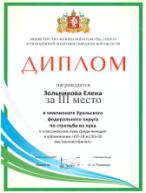 МИНИСТЕРСТВО ФИЗИЧЕСКОЙ КУЛЬТУРЫ, СПОРТА
И МОЛОДЕЖНОЙ ПОЛИТИКИ СВЕРДЛОВСКОЙ ОБЛАСТИ
ДИПЛОМ
награждается
Зольникова Елена
за III место
в чемпионате Уральского
федерального округа
по стрельбе из лука
в классическом луке среди женщин
в упражнении